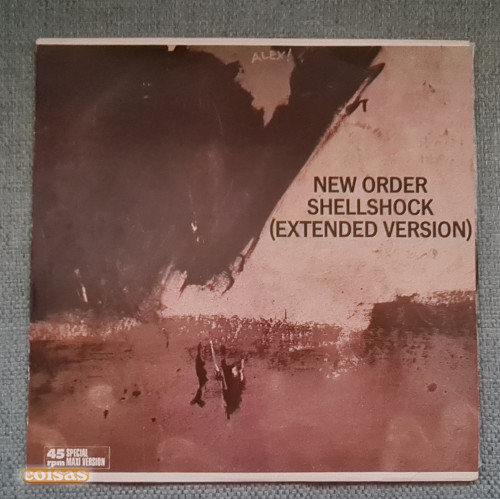 ALEX!
NEW ORDER
SHELLSHOCK
(EXTENDED VERSION)
45 SPECIAL
rpm MAXI VERSION
coisas